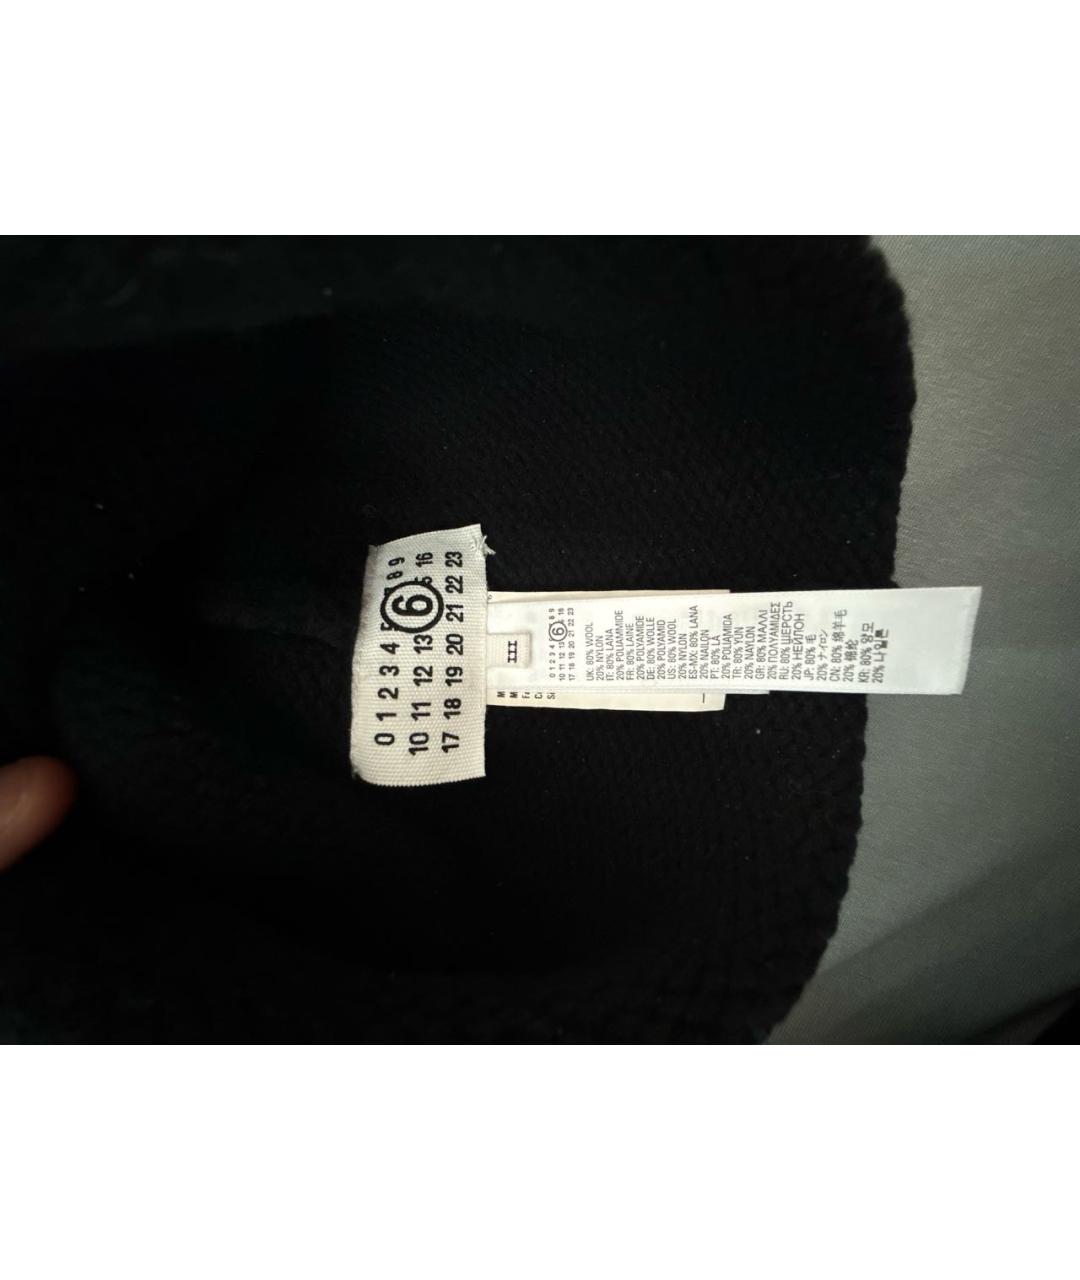 0 1 2 3 4 5 6 7 8 9
10 11 12 13 16
17 18 19 20 21 22 23
III
0 1 2 3 4 6 8 9
10 11 12 13 16
17 18 19 20 21 22 23
UK: 80% WOOL
20% NYLON
IT: 80% LANA
20% POLIAMMIDE
FR: 80% LAINE
20% POLYAMIDE
DE: 80% WOLLE
20% POLYAMID
US: 80% WOOL
20% NYLON
ES-MX: 80% LANA
20% NAILON
PT: 80% LÃ
20% POLIAMIDA
TR: 80% YUN
20% NAYLON
GR: 80% ΜΑΛΛΙ
20% ΠΟΛΥΑΜΙΔΕΣ
RU: 80% ШЕРСТЬ
20% НЕЙЛОН
JP: 80% 毛
20% ナイロン
CN: 80% 绵羊毛
20% 锦纶
KR: 80% 양모
20% 나일론